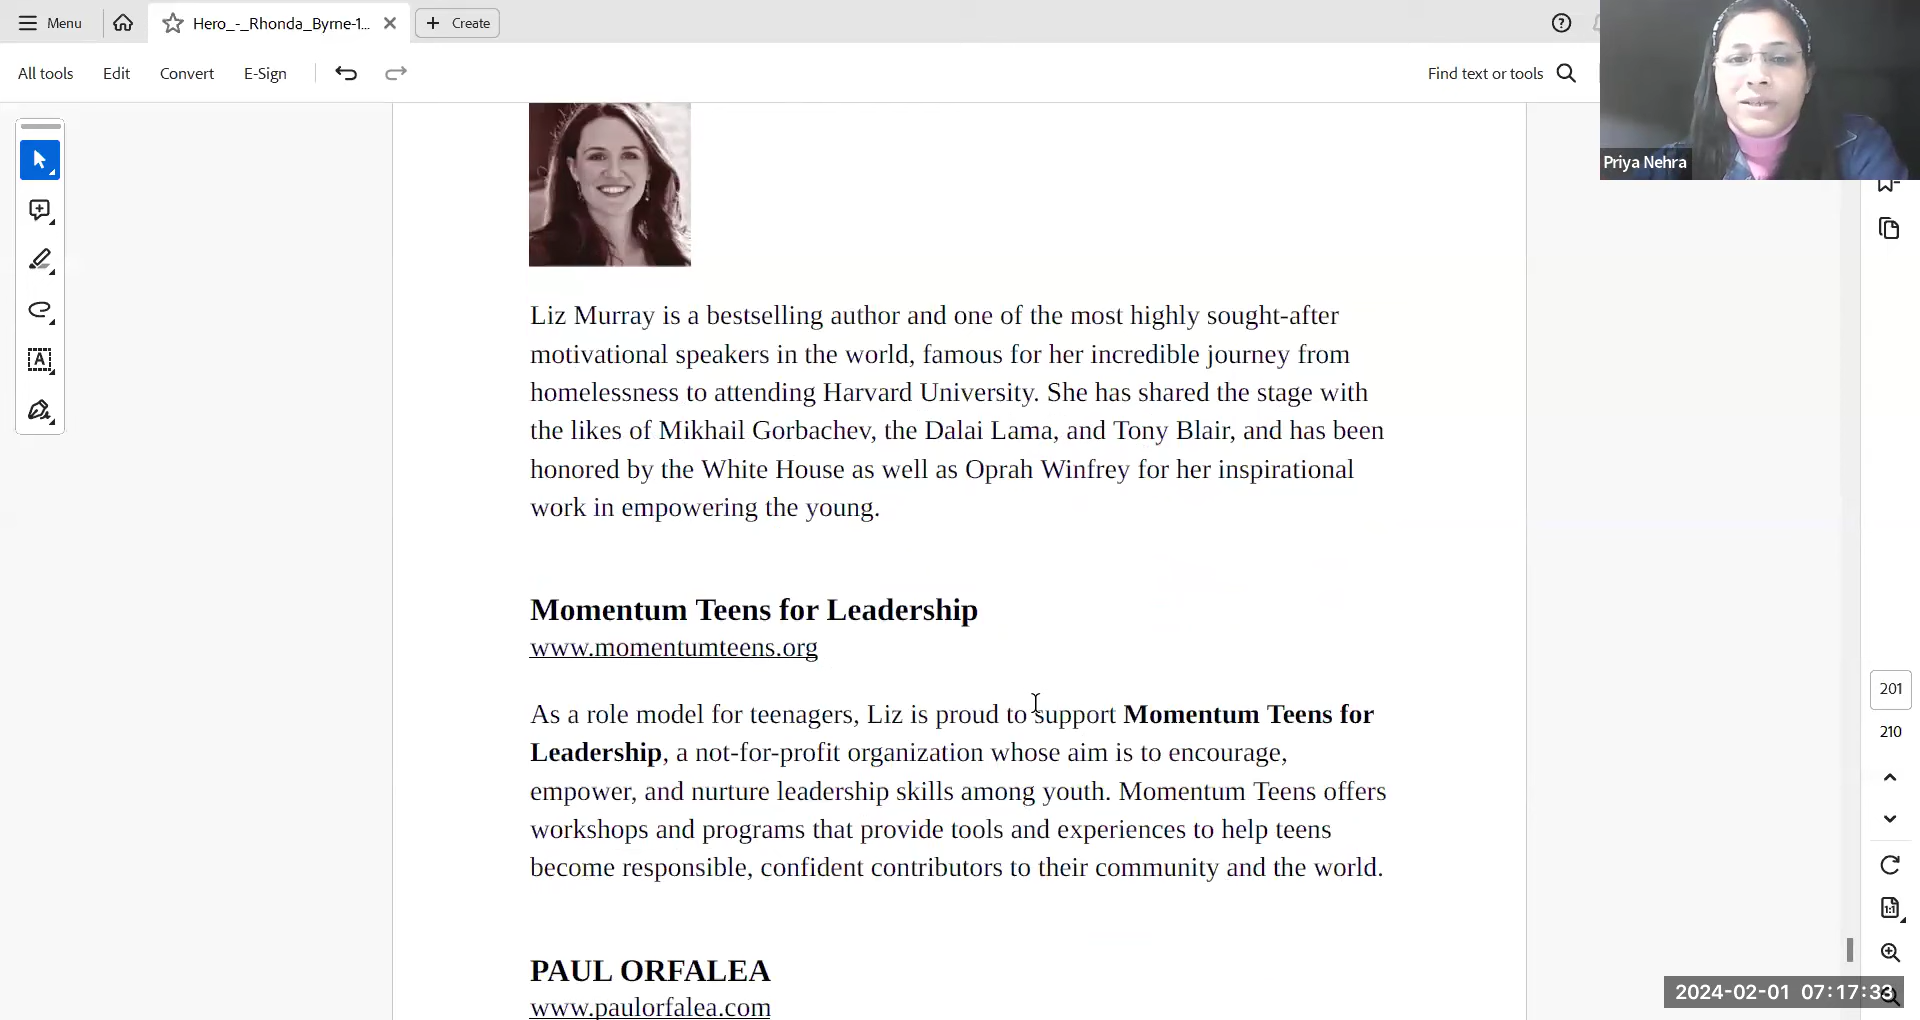 Menu
Hero_-_Rhonda_Byrne-1...
Create
All tools
Edit
Convert
E-Sign
Find text or tools
Priya Nehra
Liz Murray is a bestselling author and one of the most highly sought-after
motivational speakers in the world, famous for her incredible journey from
homelessness to attending Harvard University. She has shared the stage with
the likes of Mikhail Gorbachev, the Dalai Lama, and Tony Blair, and has been
honored by the White House as well as Oprah Winfrey for her inspirational
work in empowering the young.
Momentum Teens for Leadership
www.momentumteens.org
As a role model for teenagers, Liz is proud to support Momentum Teens for
Leadership, a not-for-profit organization whose aim is to encourage,
empower, and nurture leadership skills among youth. Momentum Teens offers
workshops and programs that provide tools and experiences to help teens
become responsible, confident contributors to their community and the world.
PAUL ORFALEA
www.paulorfalea.com
201
210
1:1
2024-02-01 07:17:33